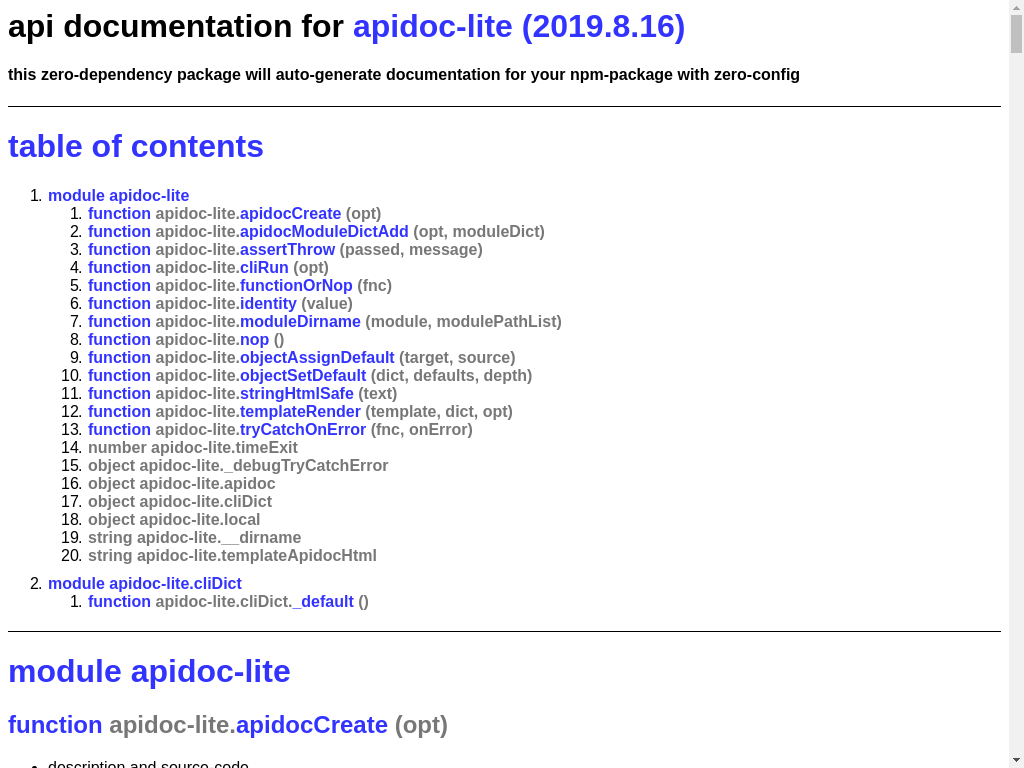 api documentation for apidoc-lite (2019.8.16)
this zero-dependency package will auto-generate documentation for your npm-package with zero-config
table of contents
1. module apidoc-lite
1. function apidoc-lite.apidocCreate (opt)
2. function apidoc-lite.apidocModuleDictAdd (opt, moduleDict)
3. function apidoc-lite.assertThrow (passed, message)
4. function apidoc-lite.cliRun (opt)
5. function apidoc-lite.functionOrNop (fnc)
6. function apidoc-lite.identity (value)
7. function apidoc-lite.moduleDirname (module, modulePathList)
8. function apidoc-lite.nop ()
9. function apidoc-lite.objectAssignDefault (target, source)
10. function apidoc-lite.objectSetDefault (dict, defaults, depth)
11. function apidoc-lite.stringHtmlSafe (text)
12. function apidoc-lite.templateRender (template, dict, opt)
13. function apidoc-lite.tryCatchOnError (fnc, onError)
14. number apidoc-lite.timeExit
15. object apidoc-lite._debugTryCatchError
16. object apidoc-lite.apidoc
17. object apidoc-lite.cliDict
18. object apidoc-lite.local
19. string apidoc-lite.__dirname
20. string apidoc-lite.templateApidocHtml
2. module apidoc-lite.cliDict
1. function apidoc-lite.cliDict._default ()
module apidoc-lite
function apidoc-lite.apidocCreate (opt)
• description and source-code